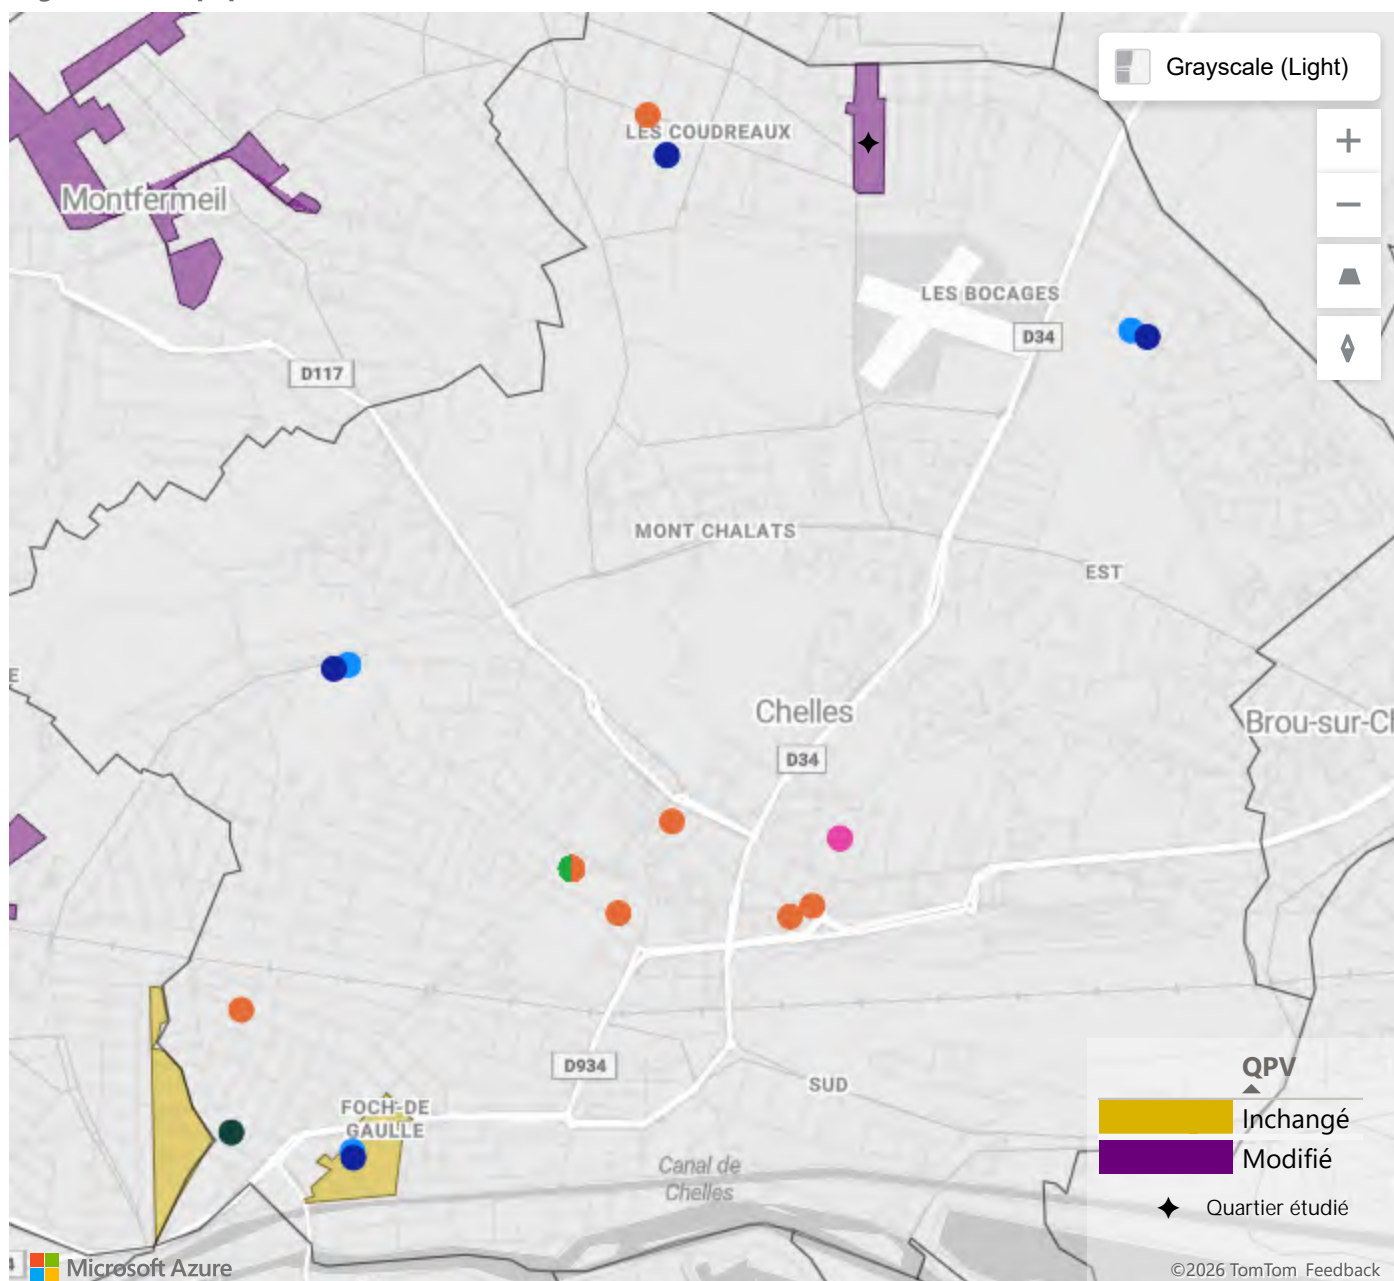 Grayscale (Light)
LES COUDREAUX
Montfermeil
LES BOCAGES
D34
D117
MONT CHALATS
EST
E
Chelles
Brou-sur-Ch
D34
D934
SUD
FOCH-DE
GAULLE
Canal de
Chelles
QPV
Inchangé
Modifié
Quartier étudié
Microsoft Azure
©2026 TomTom Feedback